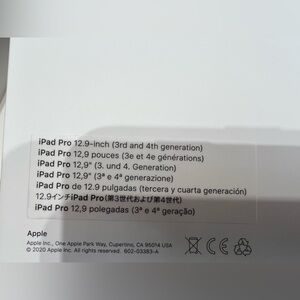 iPad Pro 12.9-inch (3rd and 4th generation)
iPad Pro 12,9 pouces (3e et 4e générations)
iPad Pro 12,9" (3. und 4. Generation)
iPad Pro 12,9" (3ª e 4ª generazione)
iPad Pro de 12.9 pulgadas (tercera y cuarta generación)
12.9インチiPad Pro(第3世代および第4世代)
iPad Pro 12,9 polegadas (3ª e 4ª geração)
Apple
Apple Inc., One Apple Park Way, Cupertino, CA 95014 USA
© 2020 Apple Inc. All rights reserved. 602-03383-A